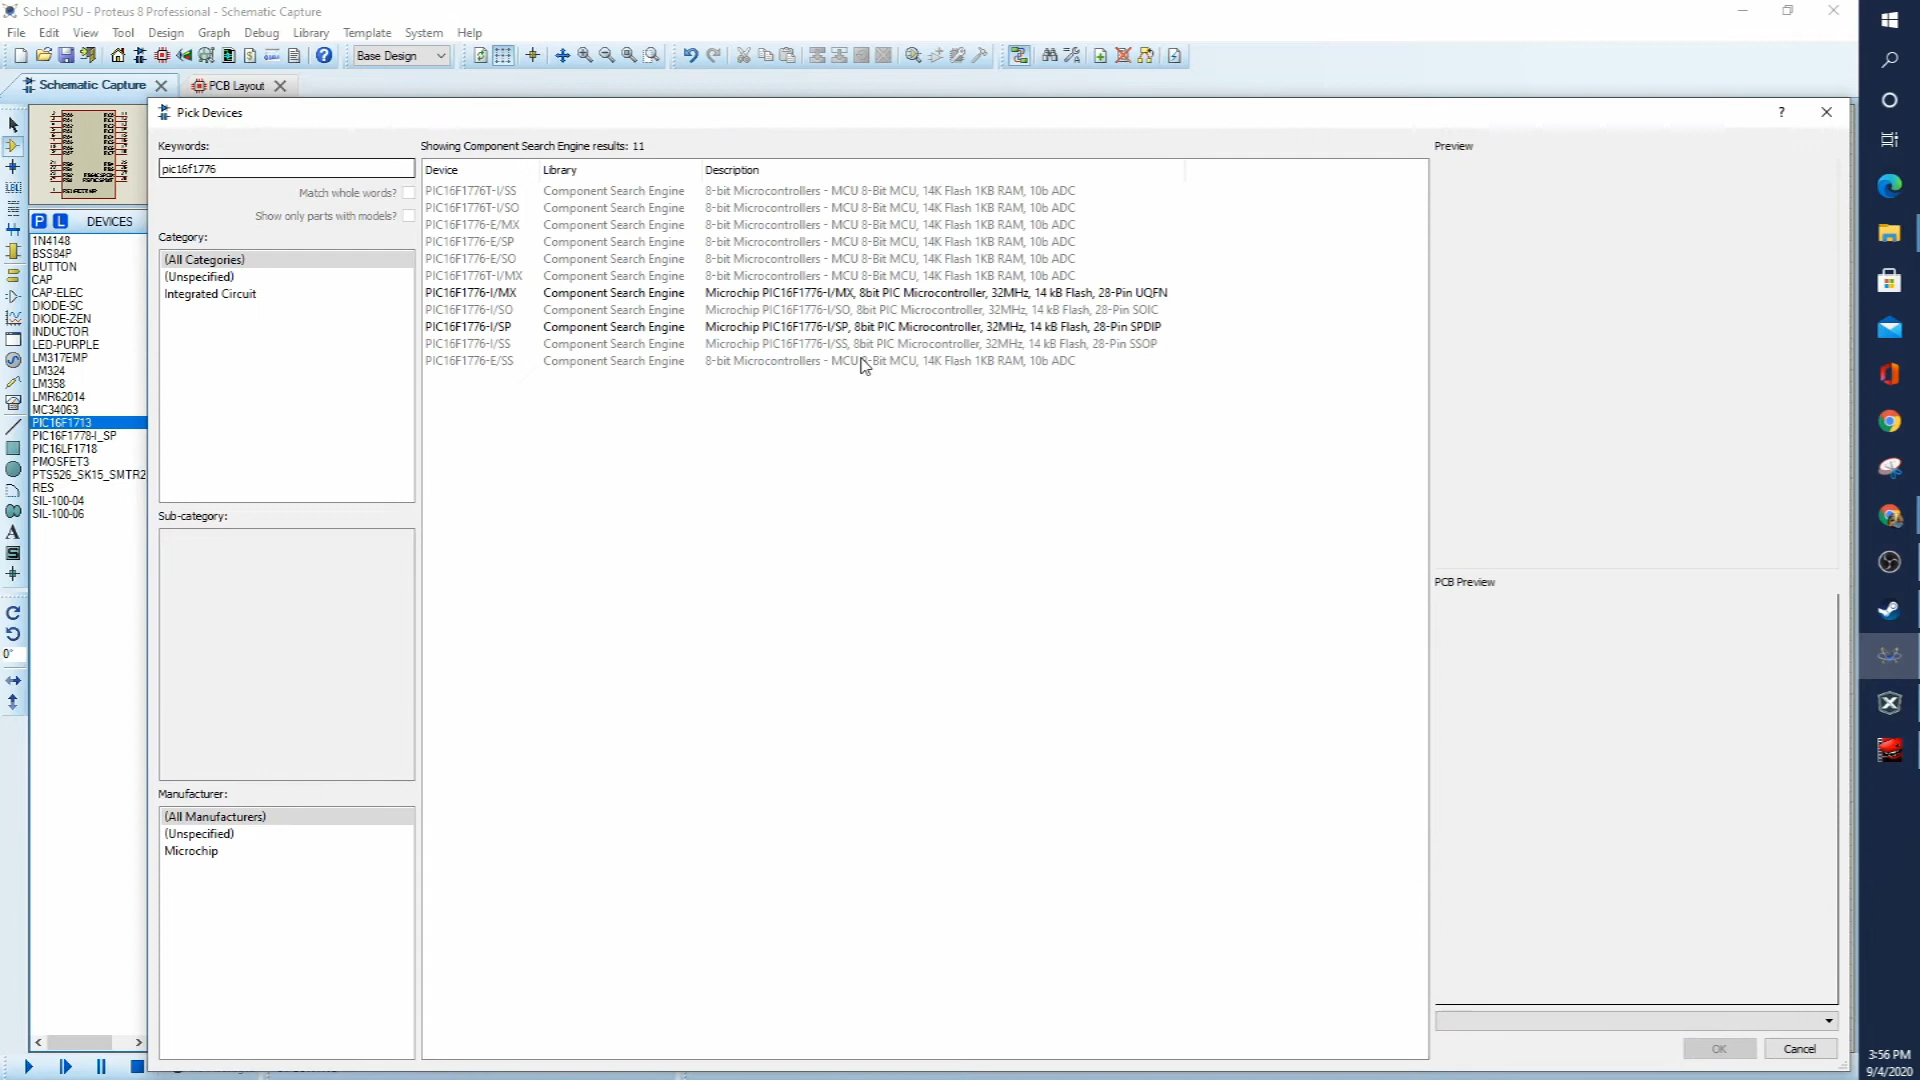 School PSU - Proteus 8 Professional - Schematic Capture
File Edit View Tool Design Graph Debug Library Template System Help
Base Design
Schematic Capture PCB Layout
Pick Devices
Keywords:
pic16f1776
Match whole words?
Show only parts with models?
Category:
(All Categories)
(Unspecified)
Integrated Circuit
Sub-category:
Manufacturer:
(All Manufacturers)
(Unspecified)
Microchip
Showing Component Search Engine results: 11
Device Library Description
PIC16F1776T-I/SS Component Search Engine 8-bit Microcontrollers - MCU 8-Bit MCU, 14K Flash 1KB RAM, 10b ADC
PIC16F1776T-I/SO Component Search Engine 8-bit Microcontrollers - MCU 8-Bit MCU, 14K Flash 1KB RAM, 10b ADC
PIC16F1776-E/MX Component Search Engine 8-bit Microcontrollers - MCU 8-Bit MCU, 14K Flash 1KB RAM, 10b ADC
PIC16F1776-E/SP Component Search Engine 8-bit Microcontrollers - MCU 8-Bit MCU, 14K Flash 1KB RAM, 10b ADC
PIC16F1776-E/SO Component Search Engine 8-bit Microcontrollers - MCU 8-Bit MCU, 14K Flash 1KB RAM, 10b ADC
PIC16F1776T-I/MX Component Search Engine 8-bit Microcontrollers - MCU 8-Bit MCU, 14K Flash 1KB RAM, 10b ADC
PIC16F1776-I/MX Component Search Engine Microchip PIC16F1776-I/MX, 8bit PIC Microcontroller, 32MHz, 14 kB Flash, 28-Pin UQFN
PIC16F1776-I/SO Component Search Engine Microchip PIC16F1776-I/SO, 8bit PIC Microcontroller, 32MHz, 14 kB Flash, 28-Pin SOIC
PIC16F1776-I/SP Component Search Engine Microchip PIC16F1776-I/SP, 8bit PIC Microcontroller, 32MHz, 14 kB Flash, 28-Pin SPDIP
PIC16F1776-I/SS Component Search Engine Microchip PIC16F1776-I/SS, 8bit PIC Microcontroller, 32MHz, 14 kB Flash, 28-Pin SSOP
PIC16F1776-E/SS Component Search Engine 8-bit Microcontrollers - MCU 8-Bit MCU, 14K Flash 1KB RAM, 10b ADC
Preview
PCB Preview
OK Cancel
P L DEVICES
1N4148
BSS84P
BUTTON
CAP
CAP-ELEC
DIODE-SC
DIODE-ZEN
INDUCTOR
LED-PURPLE
LM317EMP
LM324
LM358
LMR62014
MC34063
PIC16F1713
PIC16F1778-I_SP
PIC16LF1718
PMOSFET3
PTS526_SK15_SMTR2
RES
SIL-100-04
SIL-100-06
0°
3:56 PM
9/4/2020